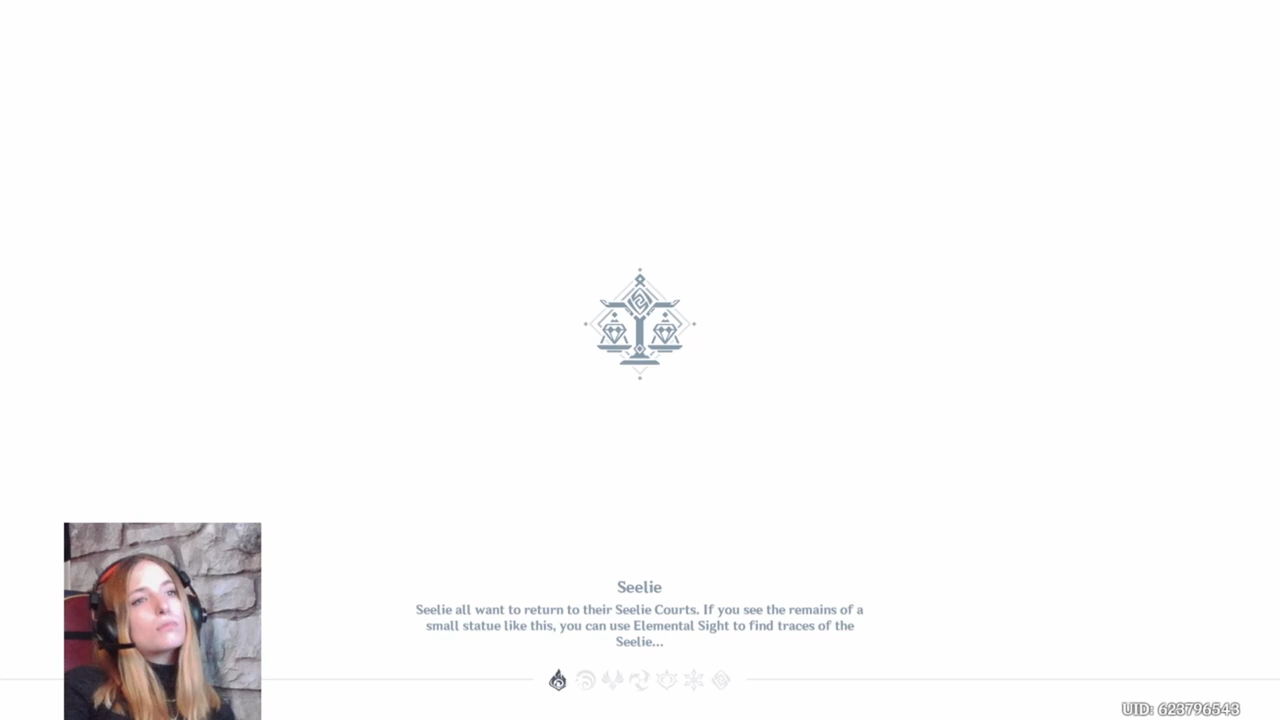 Seelie
Seelie all want to return to their Seelie Courts. If you see the remains of a
small statue like this, you can use Elemental Sight to find traces of the
Seelie...
UID: 623796543